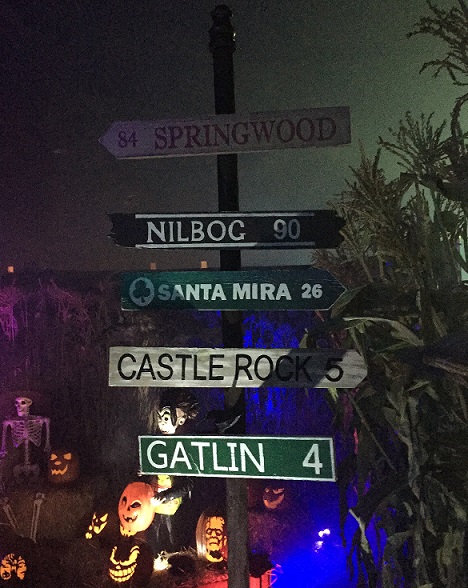 84 SPRINGWOOD
NILBOG 90
SANTA MIRA 26
CASTLE ROCK 5
GATLIN 4